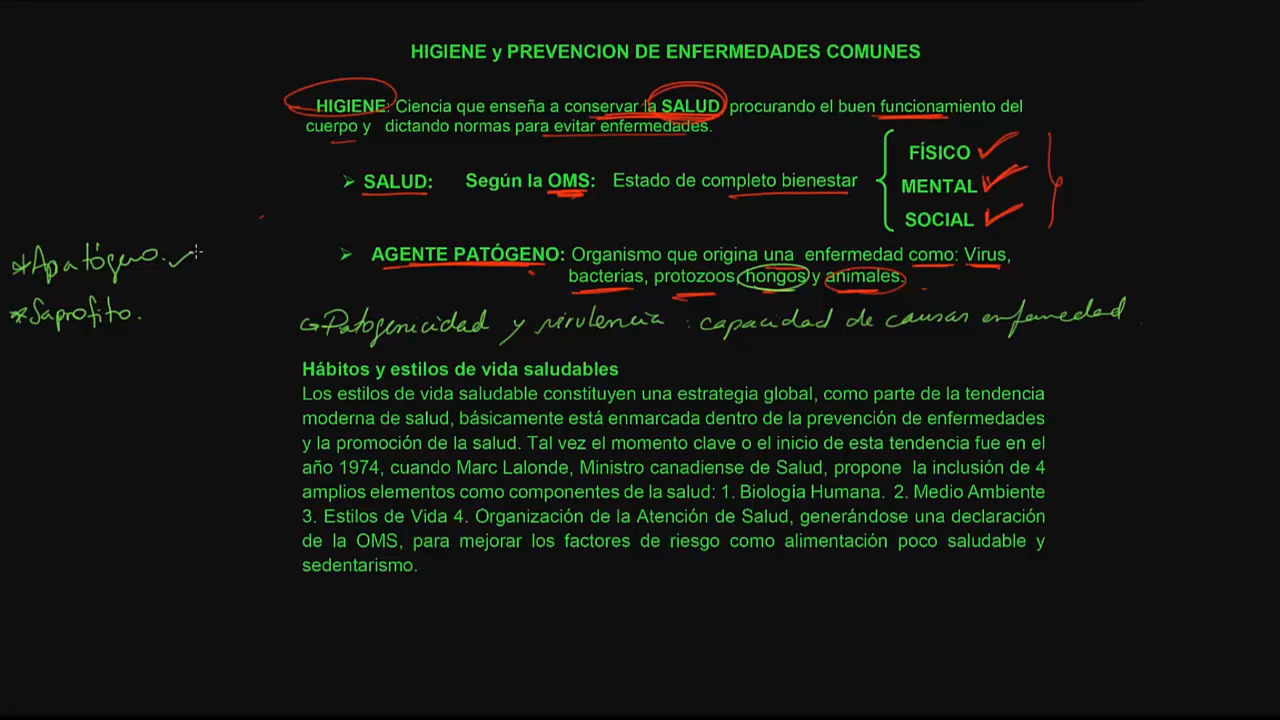 HIGIENE y PREVENCION DE ENFERMEDADES COMUNES
HIGIENE: Ciencia que enseña a conservar la SALUD, procurando el buen funcionamiento del
cuerpo y dictando normas para evitar enfermedades.
SALUD: Según la OMS: Estado de completo bienestar
FÍSICO
MENTAL
SOCIAL
AGENTE PATÓGENO: Organismo que origina una enfermedad como: Virus,
bacterias, protozoos, hongos y animales.
*Apatógeno.
*Saprofito.
Patogenicidad y virulencia: capacidad de causar enfermedad.
Hábitos y estilos de vida saludables
Los estilos de vida saludable constituyen una estrategia global, como parte de la tendencia
moderna de salud, básicamente está enmarcada dentro de la prevención de enfermedades
y la promoción de la salud. Tal vez el momento clave o el inicio de esta tendencia fue en el
año 1974, cuando Marc Lalonde, Ministro canadiense de Salud, propone la inclusión de 4
amplios elementos como componentes de la salud: 1. Biología Humana. 2. Medio Ambiente
3. Estilos de Vida 4. Organización de la Atención de Salud, generándose una declaración
de la OMS, para mejorar los factores de riesgo como alimentación poco saludable y
sedentarismo.